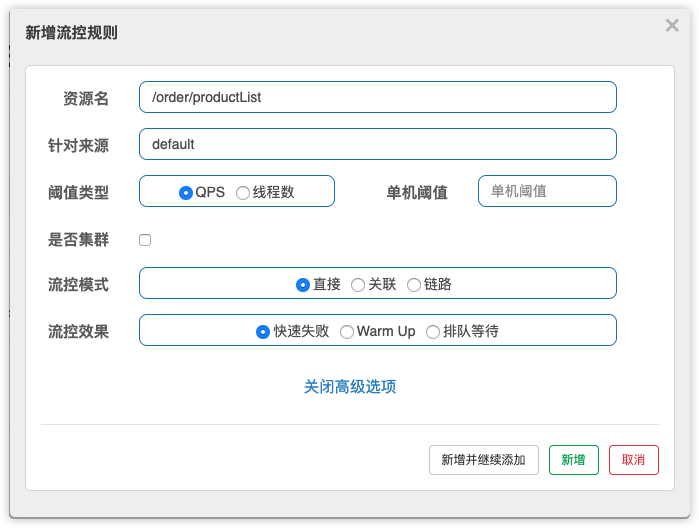 新增流控规则
资源名 /order/productList
针对来源 default
阈值类型 QPS 线程数 单机阈值 单机阈值
是否集群
流控模式 直接 关联 链路
流控效果 快速失败 Warm Up 排队等待
关闭高级选项
新增并继续添加 新增 取消